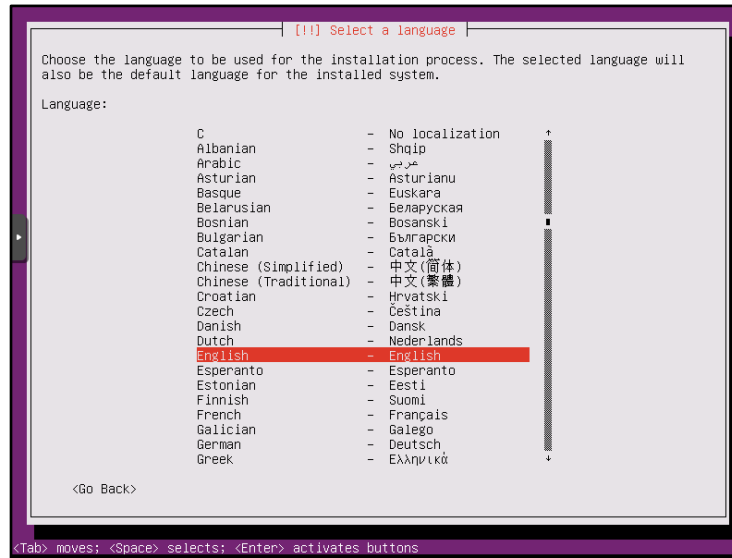 [!!] Select a language
Choose the language to be used for the installation process. The selected language will
also be the default language for the installed system.
Language:
C - No localization
Albanian - Shqip
Arabic - عربي
Asturian - Asturianu
Basque - Euskara
Belarusian - Беларуская
Bosnian - Bosanski
Bulgarian - Български
Catalan - Català
Chinese (Simplified) - 中文(简体)
Chinese (Traditional) - 中文(繁體)
Croatian - Hrvatski
Czech - Čeština
Danish - Dansk
Dutch - Nederlands
English - English
Esperanto - Esperanto
Estonian - Eesti
Finnish - Suomi
French - Français
Galician - Galego
German - Deutsch
Greek - Ελληνικά
<Go Back>
<Tab> moves; <Space> selects; <Enter> activates buttons